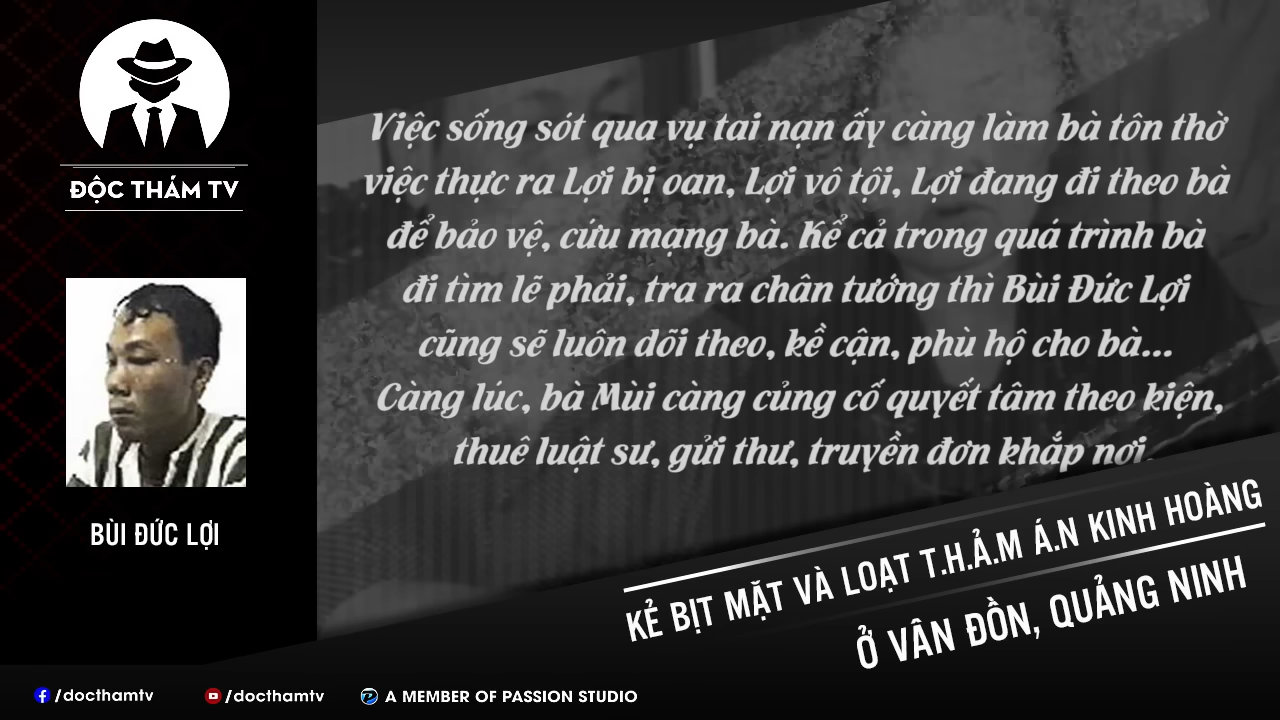 ĐỘC THÁM TV
BÙI ĐỨC LỢI
Việc sống sót qua vụ tai nạn ấy càng làm bà tôn thờ
việc thực ra Lợi bị oan, Lợi vô tội, Lợi đang đi theo bà
để bảo vệ, cứu mạng bà. Kể cả trong quá trình bà
đi tìm lẽ phải, tra ra chân tướng thì Bùi Đức Lợi
cũng sẽ luôn dõi theo, kề cận, phù hộ cho bà...
Càng lúc, bà Mùi càng củng cố quyết tâm theo kiện,
thuê luật sư, gửi thư, truyền đơn khắp nơi.
KẺ BỊT MẶT VÀ LOẠT T.H.Ả.M Á.N KINH HOÀNG
Ở VÂN ĐỒN, QUẢNG NINH
/docthamtv
/docthamtv
A MEMBER OF PASSION STUDIO